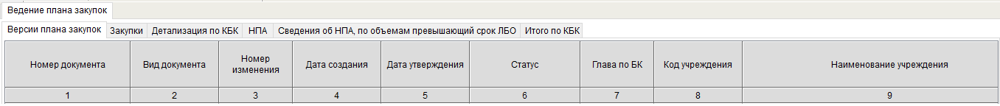 Ведение плана закупок
Версии плана закупок Закупки Детализация по КБК НПА Сведения об НПА, по объемам превышающий срок ЛБО Итого по КБК
Номер документа Вид документа Номер изменения Дата создания Дата утверждения Статус Глава по БК Код учреждения Наименование учреждения
1 2 3 4 5 6 7 8 9